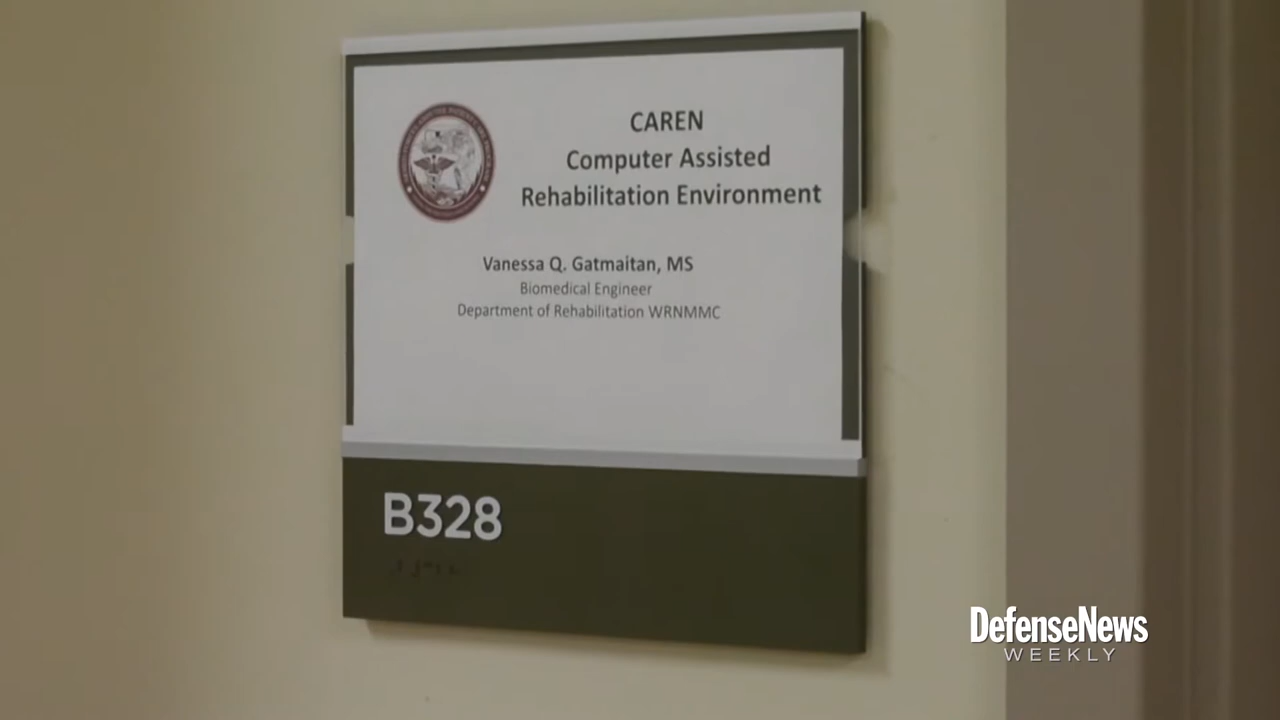 CAREN
Computer Assisted
Rehabilitation Environment
Vanessa Q. Gatmaitan, MS
Biomedical Engineer
Department of Rehabilitation WRNMMC
B328
DefenseNews
WEEKLY